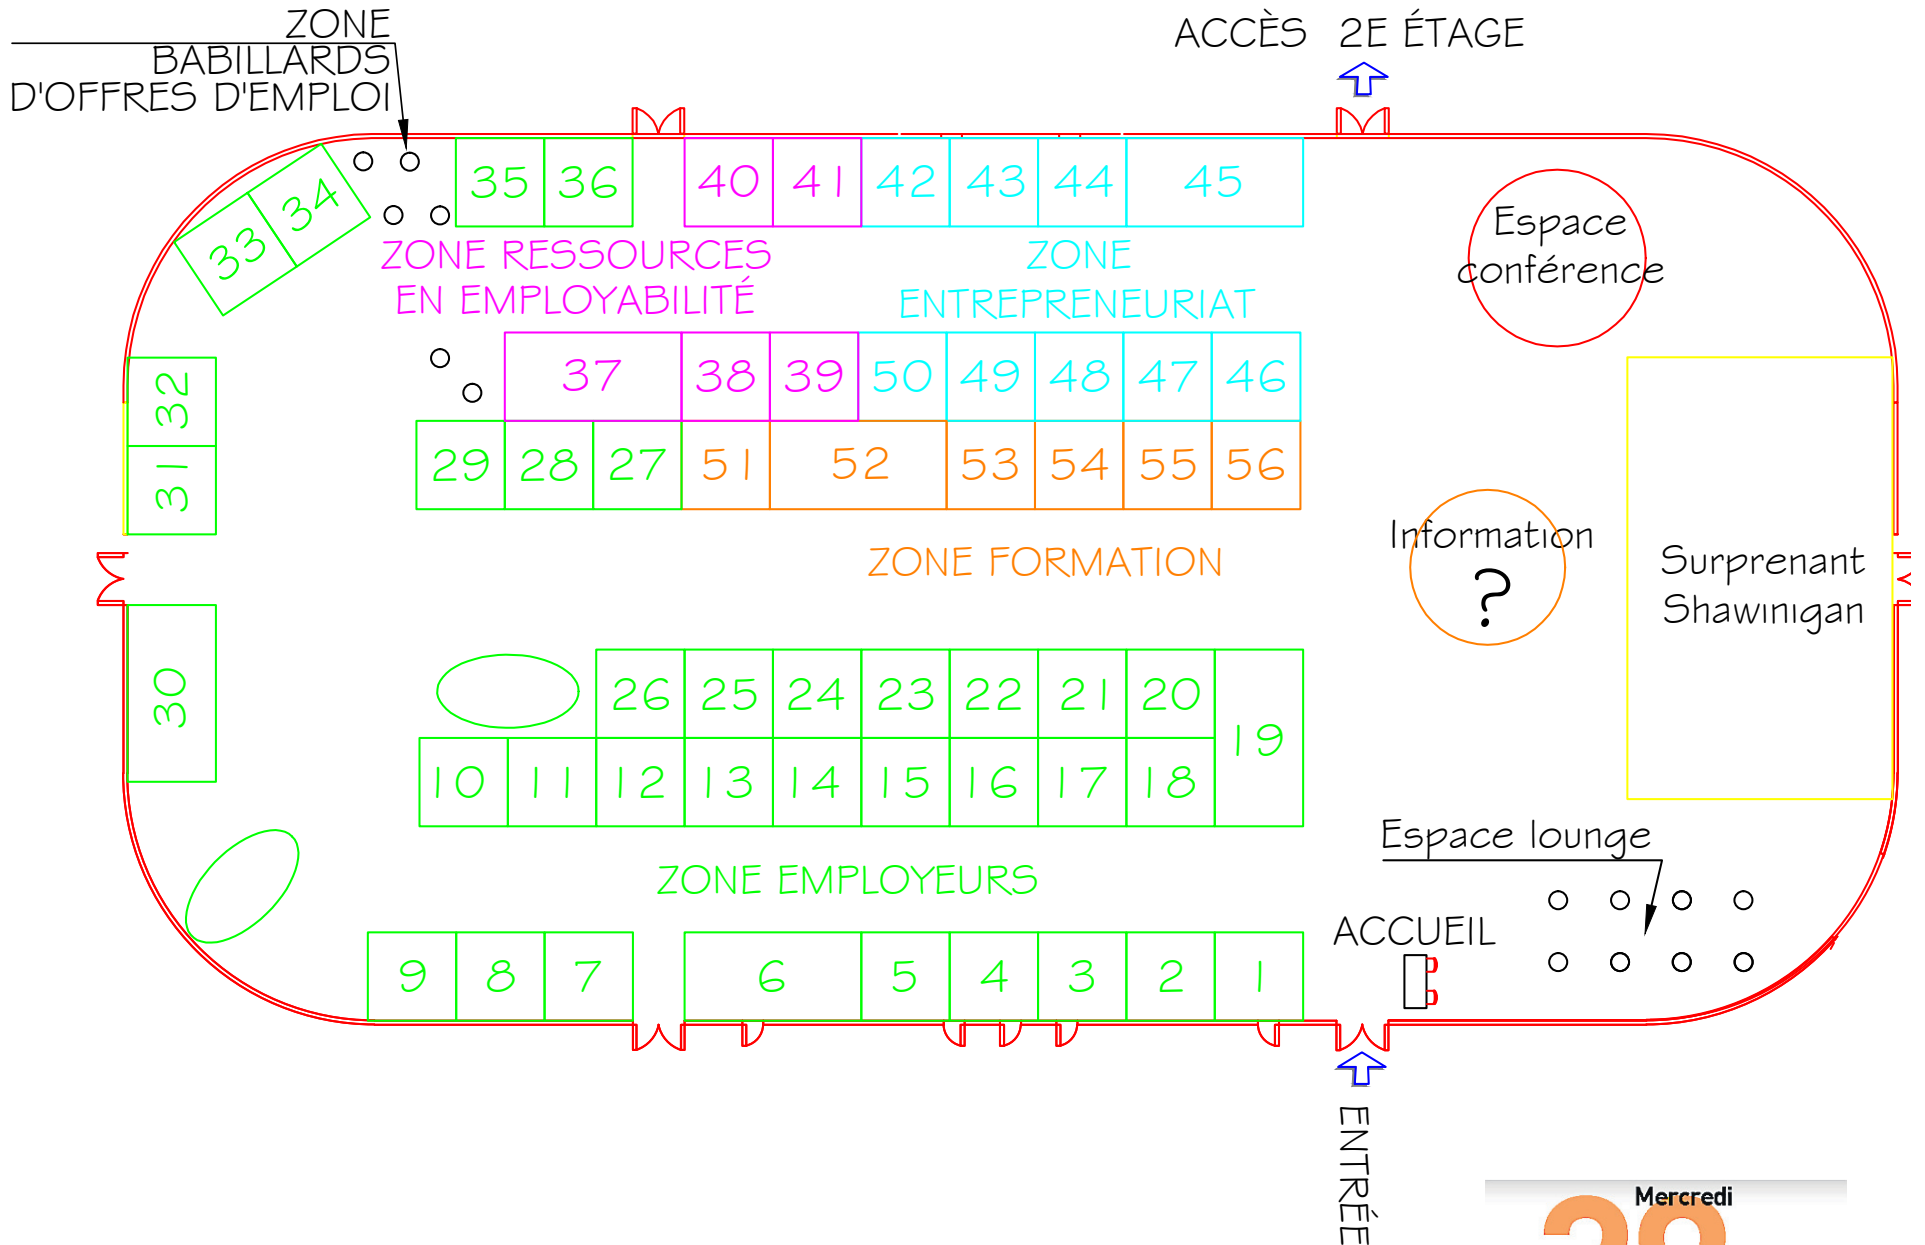 ZONE
BABILLARDS
D'OFFRES D'EMPLOI
ACCÈS 2E ÉTAGE
35 36 40 41 42 43 44 45
33 34
Espace
conférence
ZONE RESSOURCES
EN EMPLOYABILITÉ
ZONE
ENTREPRENEURIAT
37 38 39 50 49 48 47 46
32
31
29 28 27 51 52 53 54 55 56
ZONE FORMATION
Information
?
Surprenant
Shawinigan
30
26 25 24 23 22 21 20
19
10 11 12 13 14 15 16 17 18
Espace lounge
ZONE EMPLOYEURS
ACCUEIL
9 8 7 6 5 4 3 2 1
ENTRÉE
Mercredi